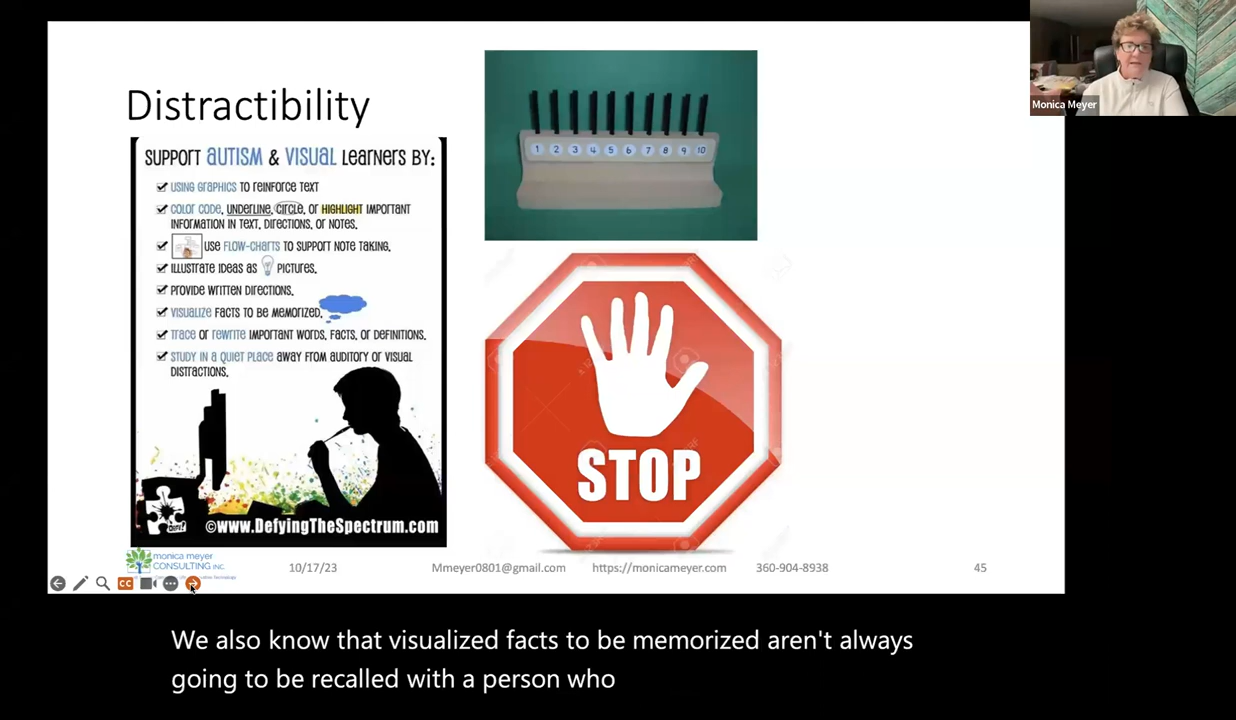 Distractibility
SUPPORT AUTISM & VISUAL LEARNERS BY:
USING GRAPHICS TO REINFORCE TEXT
COLOR CODE, UNDERLINE, CIRCLE, OR HIGHLIGHT IMPORTANT
INFORMATION IN TEXT, DIRECTIONS, OR NOTES.
USE FLOW-CHARTS TO SUPPORT NOTE TAKING.
ILLUSTRATE IDEAS AS PICTURES.
PROVIDE WRITTEN DIRECTIONS.
VISUALIZE FACTS TO BE MEMORIZED.
TRACE OR REWRITE IMPORTANT WORDS, FACTS, OR DEFINITIONS.
STUDY IN A QUIET PLACE AWAY FROM AUDITORY OR VISUAL
DISTRACTIONS.
©www.DefyingTheSpectrum.com
1 2 3 4 5 6 7 8 9 10
STOP
Monica Meyer
monica meyer
CONSULTING INC.
10/17/23
Mmeyer0801@gmail.com
https://monicameyer.com
360-904-8938
45
CC
We also know that visualized facts to be memorized aren't always
going to be recalled with a person who